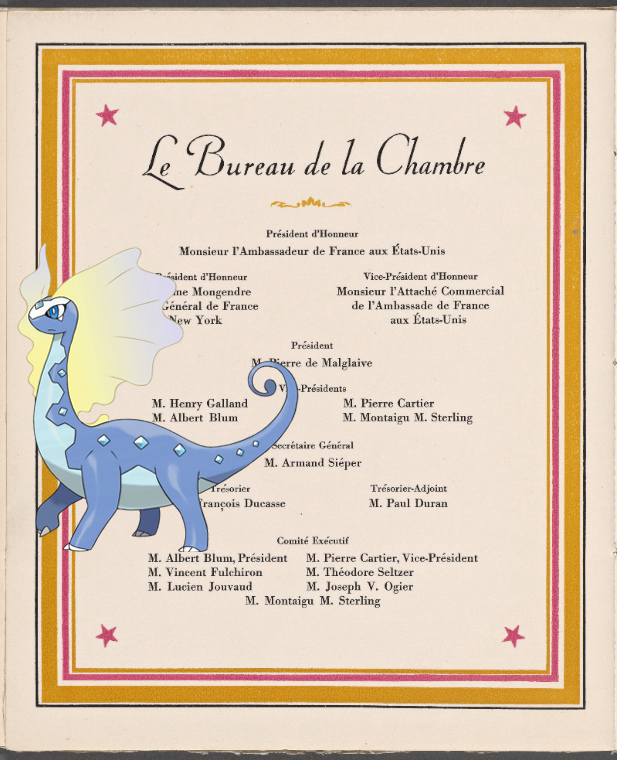 Le Bureau de la Chambre
Président d'Honneur
Monsieur l'Ambassadeur de France aux États-Unis
d'Honneur
Mongendre
Général de France
New York
Vice-Président d'Honneur
Monsieur l'Attaché Commercial
de l'Ambassade de France
aux États-Unis
Président
M. Pierre de Malglaive
Vice-Présidents
M. Henry Galland
M. Albert Blum
M. Pierre Cartier
M. Montaigu M. Sterling
Secrétaire Général
M. Armand Siéper
Trésorier
François Ducasse
Trésorier-Adjoint
M. Paul Duran
Comité Exécutif
M. Albert Blum, Président M. Pierre Cartier, Vice-Président
M. Vincent Fulchiron M. Théodore Seltzer
M. Lucien Jouvaud M. Joseph V. Ogier
M. Montaigu M. Sterling